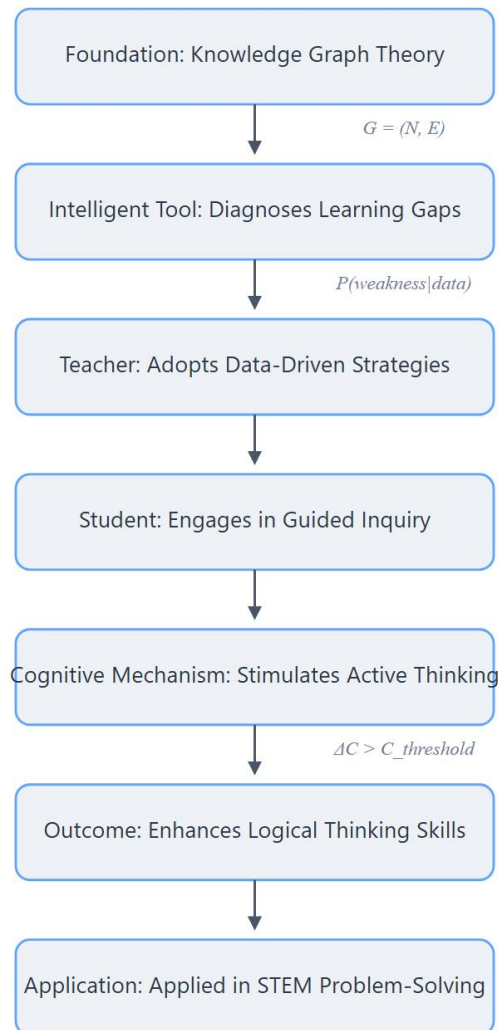 Foundation: Knowledge Graph Theory
G = (N, E)
Intelligent Tool: Diagnoses Learning Gaps
P(weakness|data)
Teacher: Adopts Data-Driven Strategies
Student: Engages in Guided Inquiry
Cognitive Mechanism: Stimulates Active Thinking
ΔC > C_threshold
Outcome: Enhances Logical Thinking Skills
Application: Applied in STEM Problem-Solving